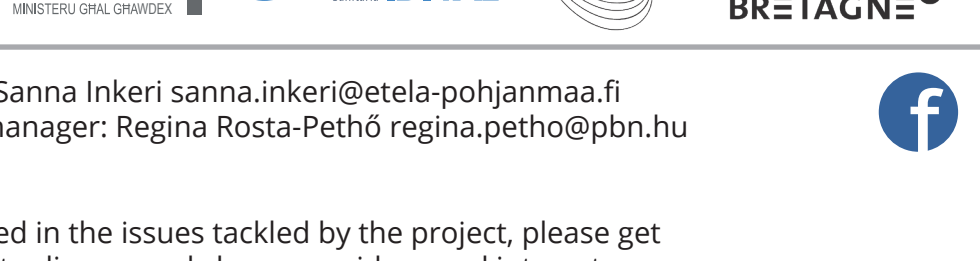 MINISTERU GĦAL GĦAWDEX
BRETAGNE
Sanna Inkeri sanna.inkeri@etela-pohjanmaa.fi
manager: Regina Rosta-Pethő regina.petho@pbn.hu
f
ed in the issues tackled by the project, please get